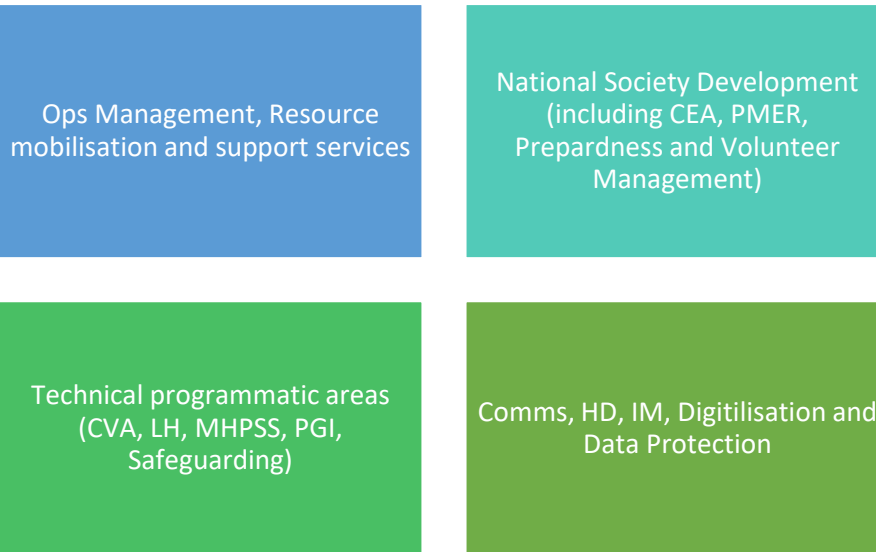 Ops Management, Resource
mobilisation and support services
National Society Development
(including CEA, PMER,
Prepardness and Volunteer
Management)
Technical programmatic areas
(CVA, LH, MHPSS, PGI,
Safeguarding)
Comms, HD, IM, Digitilisation and
Data Protection